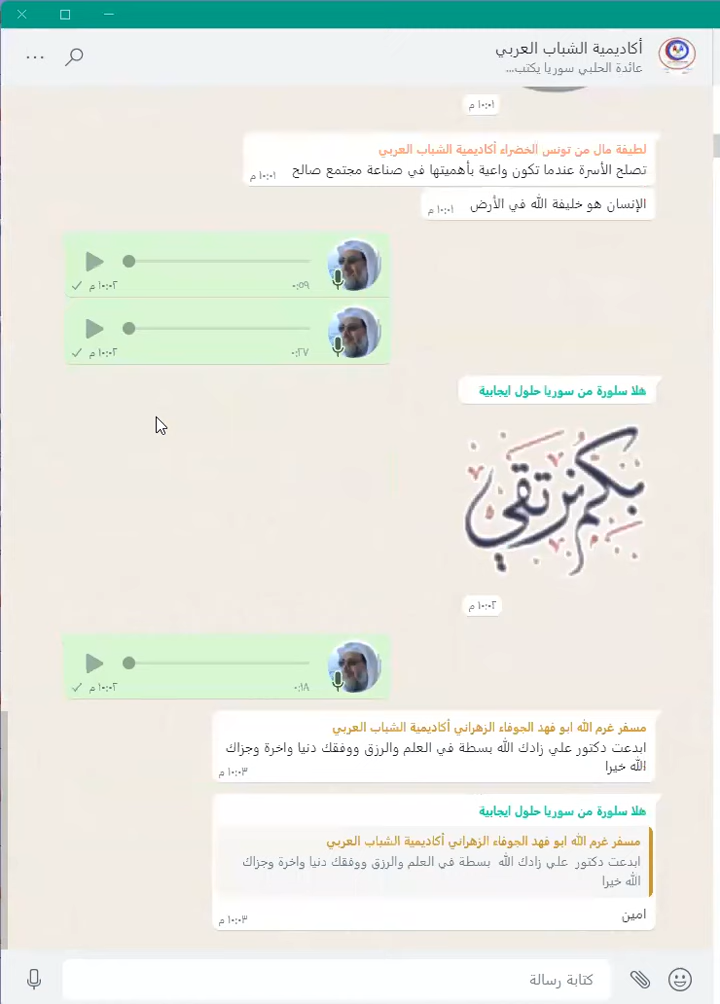 أكاديمية الشباب العربي
عائدة الحلبي سوريا يكتب...
١٠:٠١ م
لطيفة مال من تونس الخضراء أكاديمية الشباب العربي
تصلح الأسرة عندما تكون واعية بأهميتها في صناعة مجتمع صالح
١٠:٠١ م
الإنسان هو خليفة الله في الأرض
١٠:٠١ م
٠:٥٩
١٠:٠٢ م
٠:٢٧
١٠:٠٢ م
هلا سلورة من سوريا حلول ايجابية
بكم نرتقي
١٠:٠٢ م
٠:١٨
١٠:٠٢ م
مسفر غرم الله ابو فهد الجوفاء الزهراني أكاديمية الشباب العربي
ابدعت دكتور علي زادك الله بسطة في العلم والرزق ووفقك دنيا واخرة وجزاك
الله خيرا
١٠:٠٣ م
هلا سلورة من سوريا حلول ايجابية
مسفر غرم الله ابو فهد الجوفاء الزهراني أكاديمية الشباب العربي
ابدعت دكتور علي زادك الله بسطة في العلم والرزق ووفقك دنيا واخرة وجزاك
الله خيرا
امين
١٠:٠٣ م
كتابة رسالة